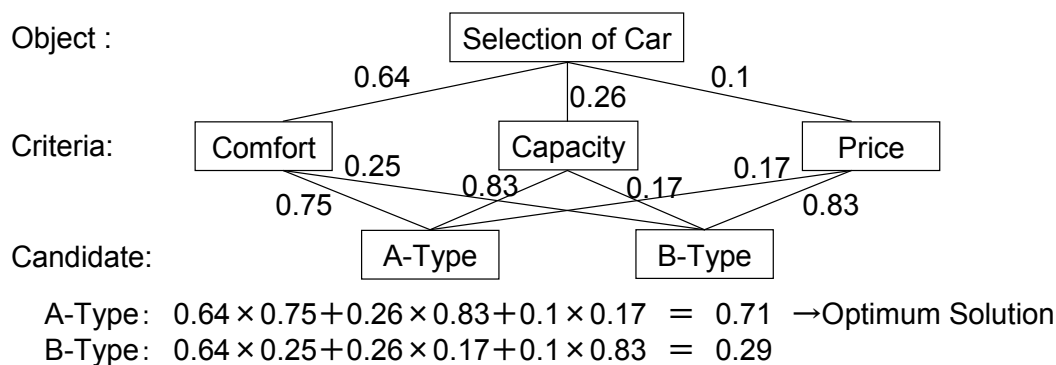 Object :
Selection of Car
0.64
0.26
0.1
Criteria:
Comfort
Capacity
Price
0.25
0.75
0.83
0.17
0.17
0.83
Candidate:
A-Type
B-Type
A-Type: 0.64×0.75+0.26×0.83+0.1×0.17 = 0.71 →Optimum Solution
B-Type: 0.64×0.25+0.26×0.17+0.1×0.83 = 0.29